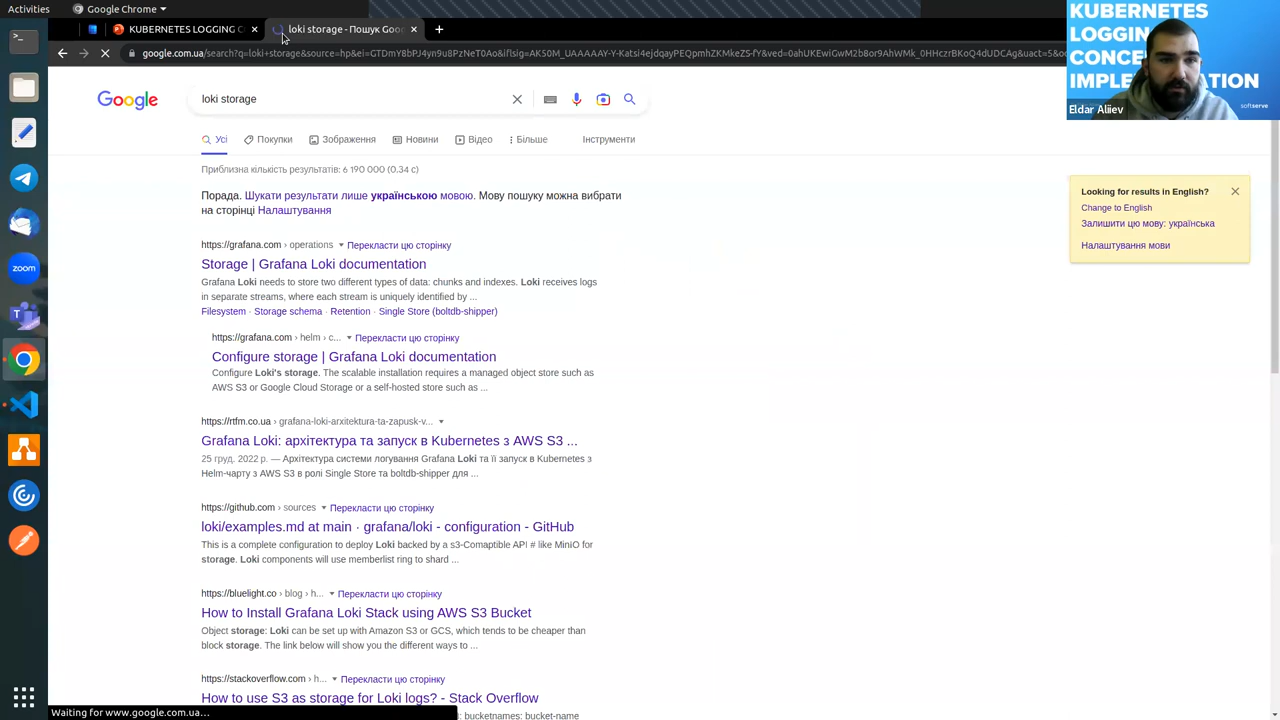 Google Chrome
KUBERNETES LOGGING C
loki storage - Пошук Goo
google.com.ua/search?q=loki+storage&source=hp&ei=GTDmY8bPJ4yn9u8PzNeT0Ao&iflsig=
KUBERNETES
LOGGING
CONCE
IMPLE NTATION
Eldar Aliiev
softserve
Google
loki storage
Усі
Покупки
Зображення
Новини
Відео
Більше
Інструменти
Приблизна кількість результатів: 6 190 000 (0.34 с)
Порада. Шукати результати лише українською мовою. Мову пошуку можна вибрати
на сторінці Налаштування
Looking for results in English?
Change to English
Залишити цю мову: українська
Налаштування мови
https://grafana.com › operations Перекласти цю сторінку
Storage | Grafana Loki documentation
Grafana Loki needs to store two different types of data: chunks and indexes. Loki receives logs
in separate streams, where each stream is uniquely identified by ...
Filesystem · Storage schema · Retention · Single Store (boltdb-shipper)
https://grafana.com › helm › c... Перекласти цю сторінку
Configure storage | Grafana Loki documentation
Configure Loki's storage. The scalable installation requires a managed object store such as
AWS S3 or Google Cloud Storage or a self-hosted store such as ...
https://rtfm.co.ua › grafana-loki-arxitektura-ta-zapusk-v...
Grafana Loki: архітектура та запуск в Kubernetes з AWS S3 ...
25 груд. 2022 р. — Архітектура системи логування Grafana Loki та її запуск в Kubernetes з
Helm-чарту з AWS S3 в ролі Single Store та boltdb-shipper для ...
https://github.com › sources Перекласти цю сторінку
loki/examples.md at main · grafana/loki - configuration - GitHub
This is a complete configuration to deploy Loki backed by a s3-Comaptible API # like MiniO for
storage. Loki components will use memberlist ring to shard ...
https://bluelight.co › blog › h... Перекласти цю сторінку
How to Install Grafana Loki Stack using AWS S3 Bucket
Object storage: Loki can be set up with Amazon S3 or GCS, which tends to be cheaper than
block storage. The link below will show you the different ways to ...
https://stackoverflow.com › h... Перекласти цю сторінку
How to use S3 as storage for Loki logs? - Stack Overflow
bucketnames: bucket-name
Waiting for www.google.com.ua...
zoom